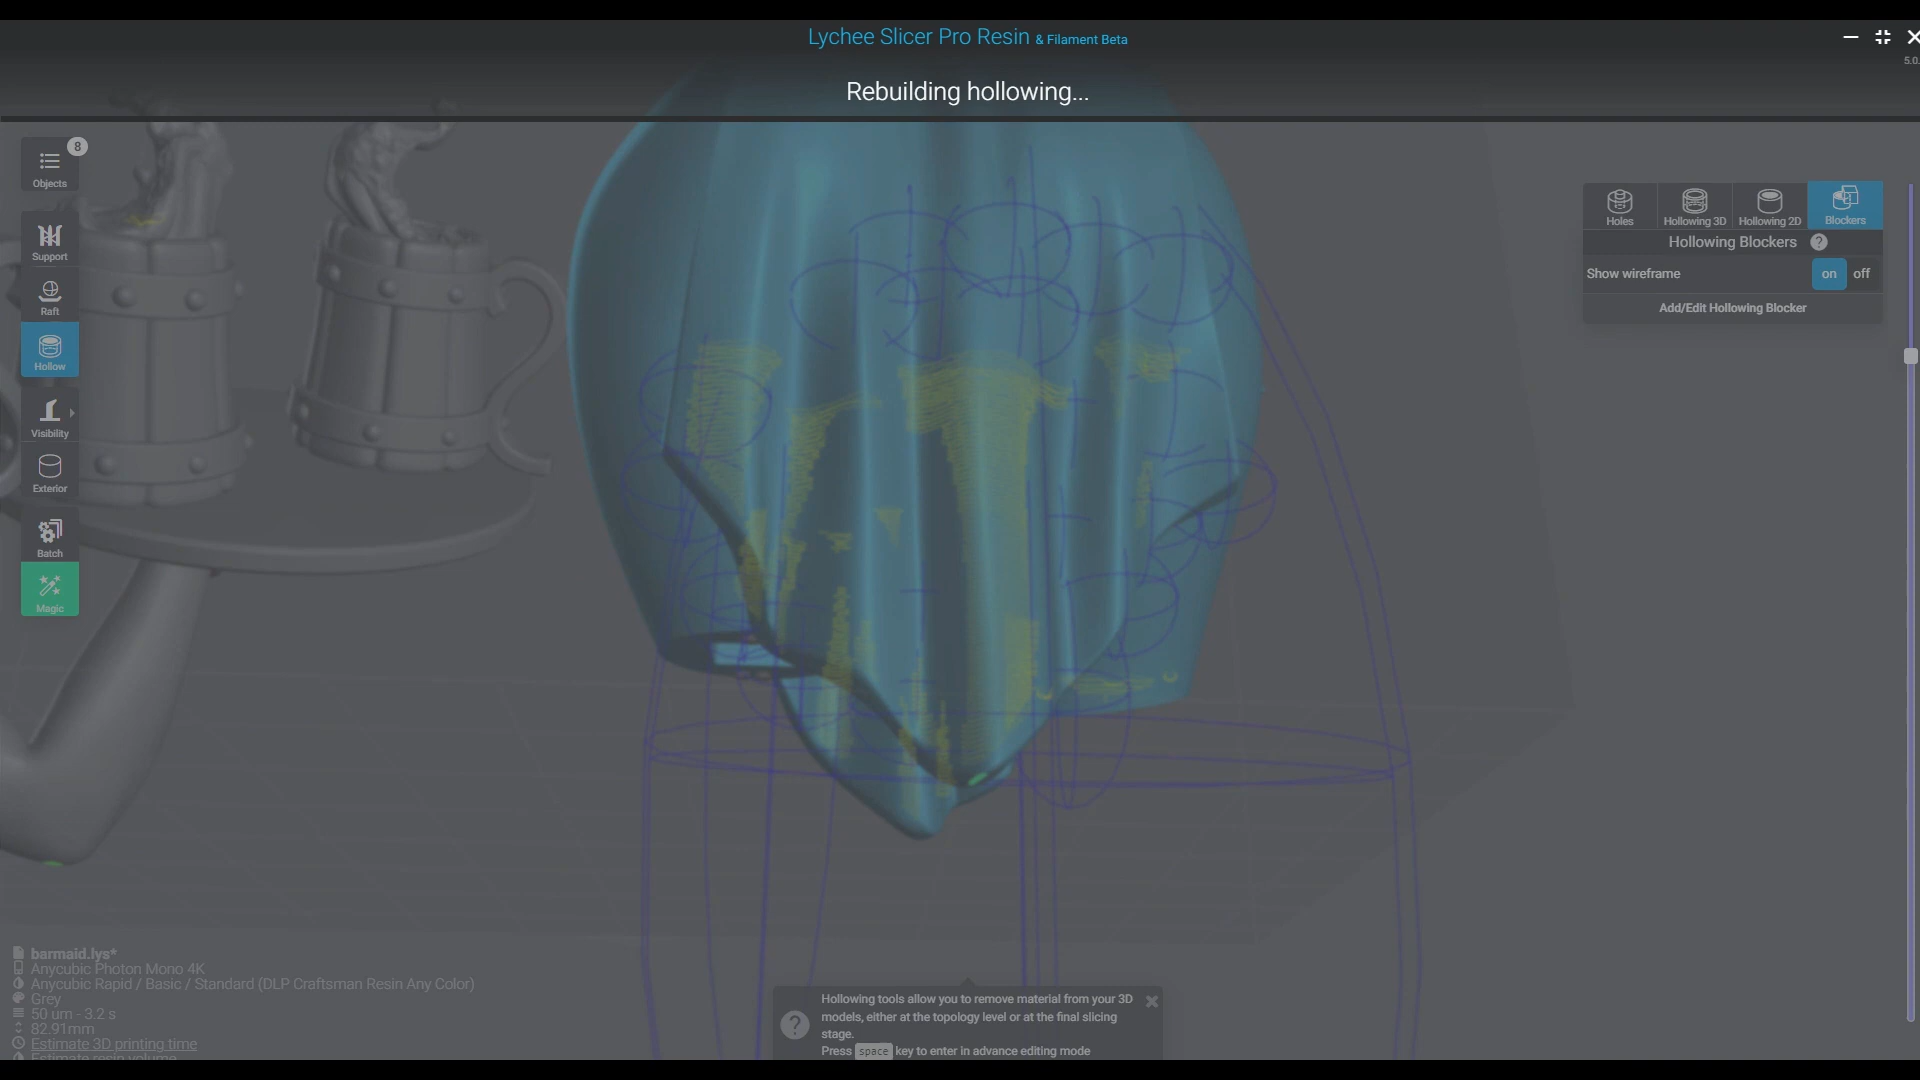 Lychee Slicer Pro Resin & Filament Beta
5.0.
Rebuilding hollowing...
8
Objects
Support
Raft
Hollow
Visibility
Exterior
Batch
Magic
Holes
Hollowing 3D
Hollowing 2D
Blockers
Hollowing Blockers ?
Show wireframe on off
Add/Edit Hollowing Blocker
barmaid.lys*
Anycubic Photon Mono 4K
Anycubic Rapid / Basic / Standard (DLP Craftsman Resin Any Color)
Grey
50 um - 3.2 s
82.91mm
Estimate 3D printing time
Estimate resin volume
?
Hollowing tools allow you to remove material from your 3D
models, either at the topology level or at the final slicing
stage.
Press space key to enter in advance editing mode